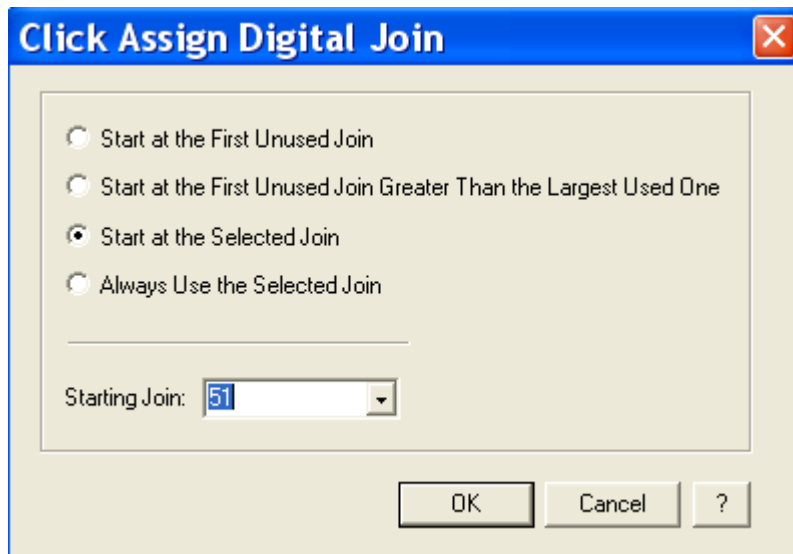 Click Assign Digital Join
Start at the First Unused Join
Start at the First Unused Join Greater Than the Largest Used One
Start at the Selected Join
Always Use the Selected Join
Starting Join: 51
OK Cancel ?